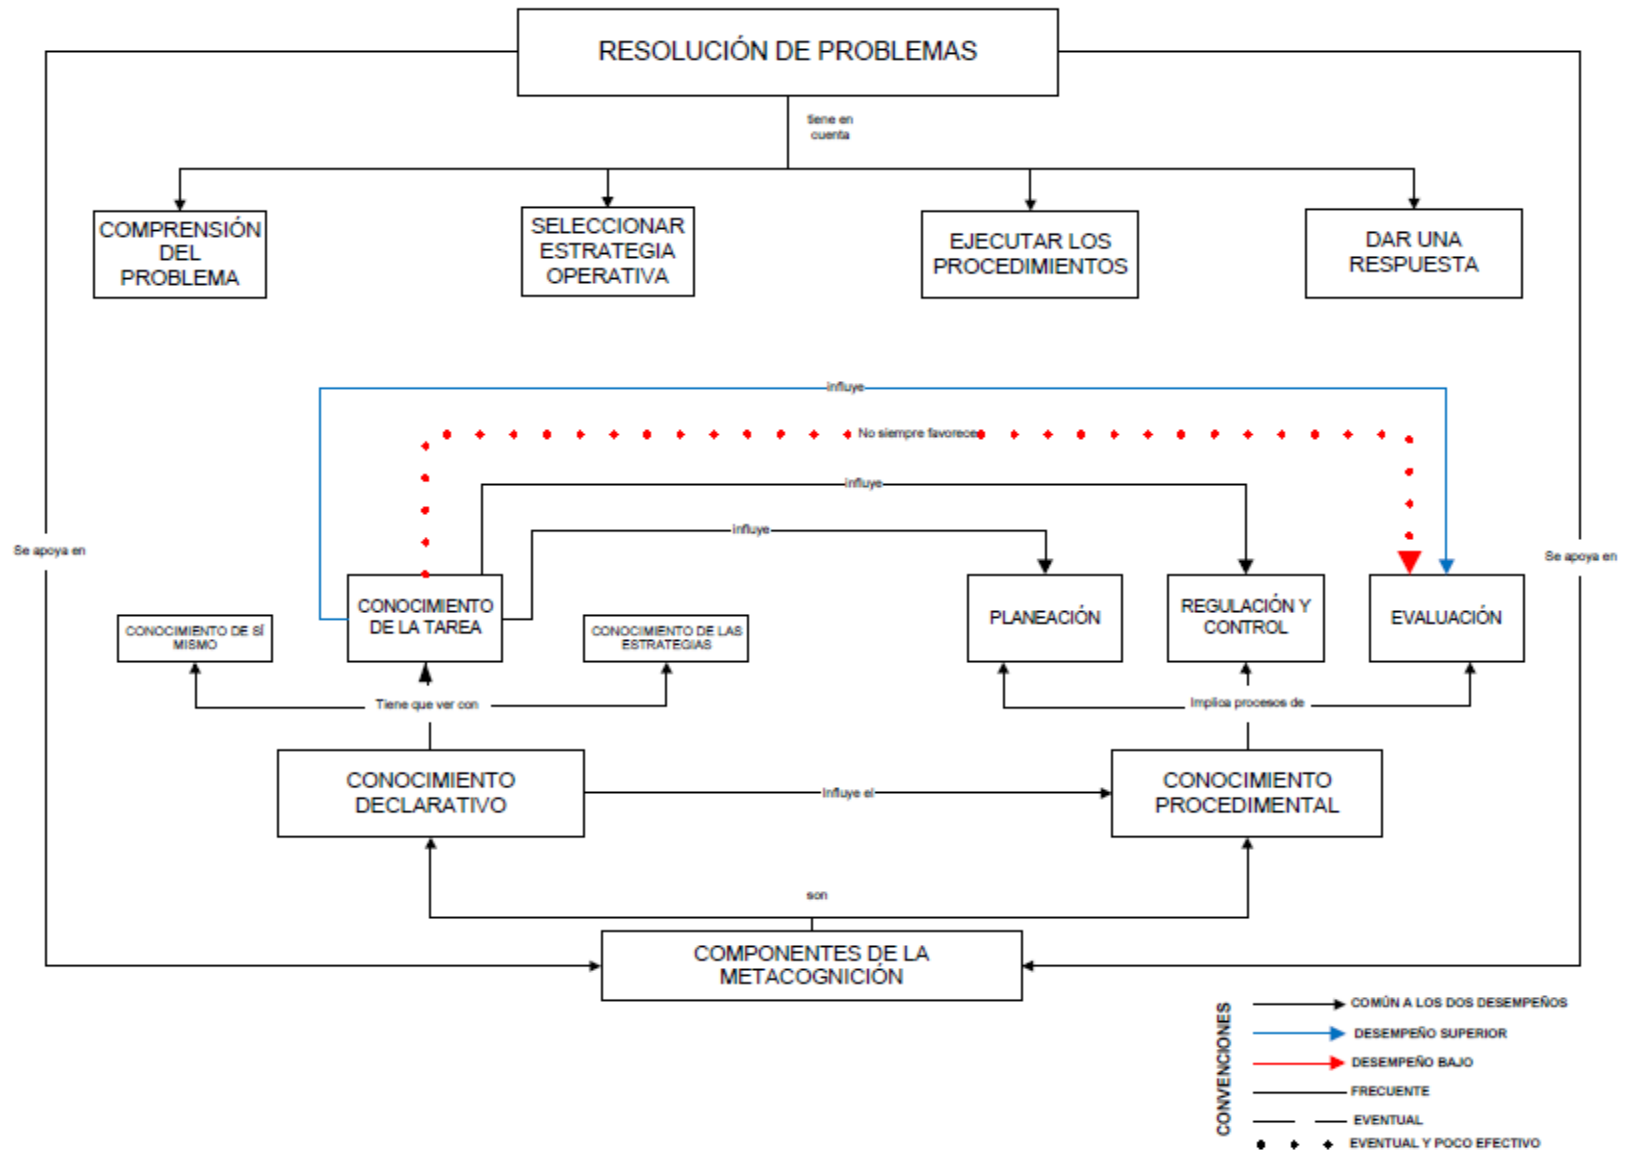 RESOLUCIÓN DE PROBLEMAS
tiene en
cuenta
COMPRENSIÓN
DEL
PROBLEMA
SELECCIONAR
ESTRATEGIA
OPERATIVA
EJECUTAR LOS
PROCEDIMIENTOS
DAR UNA
RESPUESTA
influye
No siempre favorece
influye
influye
Se apoya en
Se apoya en
CONOCIMIENTO DE SÍ
MISMO
CONOCIMIENTO
DE LA TAREA
CONOCIMIENTO DE LAS
ESTRATEGIAS
PLANEACIÓN
REGULACIÓN Y
CONTROL
EVALUACIÓN
Tiene que ver con
Implica procesos de
CONOCIMIENTO
DECLARATIVO
Influye el
CONOCIMIENTO
PROCEDIMENTAL
son
COMPONENTES DE LA
METACOGNICIÓN
CONVENCIONES
COMÚN A LOS DOS DESEMPEÑOS
DESEMPEÑO SUPERIOR
DESEMPEÑO BAJO
FRECUENTE
EVENTUAL
EVENTUAL Y POCO EFECTIVO